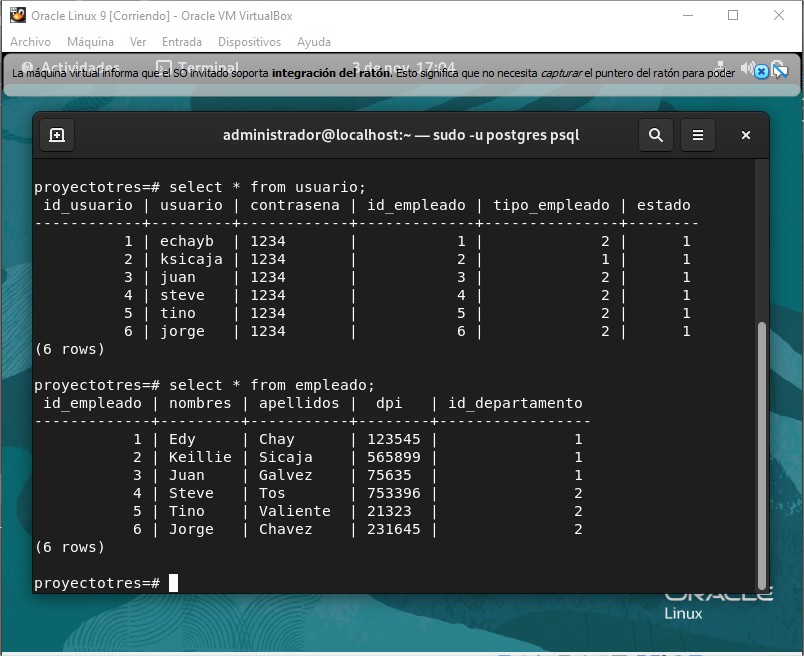 Oracle Linux 9 [Corriendo] - Oracle VM VirtualBox
Archivo Máquina Ver Entrada Dispositivos Ayuda
Actividades Terminal 3 de nov 17:04
La máquina virtual informa que el SO invitado soporta integración del ratón. Esto significa que no necesita capturar el puntero del ratón para poder
administrador@localhost:~ — sudo -u postgres psql
proyectotres=# select * from usuario;
 id_usuario | usuario | contrasena | id_empleado | tipo_empleado | estado
------------+---------+------------+-------------+---------------+--------
          1 | echayb  | 1234       |           1 |             2 |      1
          2 | ksicaja | 1234       |           2 |             1 |      1
          3 | juan    | 1234       |           3 |             2 |      1
          4 | steve   | 1234       |           4 |             2 |      1
          5 | tino    | 1234       |           5 |             2 |      1
          6 | jorge   | 1234       |           6 |             2 |      1
(6 rows)
proyectotres=# select * from empleado;
 id_empleado | nombres | apellidos |  dpi   | id_departamento
-------------+---------+-----------+--------+-----------------
           1 | Edy     | Chay      | 123545 |               1
           2 | Keillie | Sicaja    | 565899 |               1
           3 | Juan    | Galvez    | 75635  |               1
           4 | Steve   | Tos       | 753396 |               2
           5 | Tino    | Valiente  | 21323  |               2
           6 | Jorge   | Chavez    | 231645 |               2
(6 rows)
proyectotres=#
ORACLE
Linux